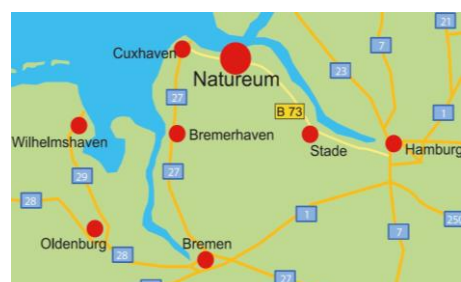 21
7
Cuxhaven
Natureum
23
27
B 73
1
Wilhelmshaven
Bremerhaven
Stade
Hamburg
29
27
28
1
250
Oldenburg
Bremen
7
28
27